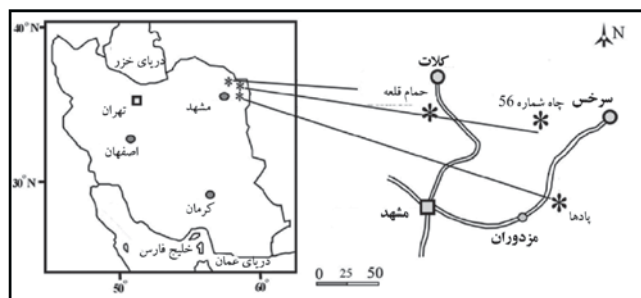 40°N
30°N
50°
60°
دریای خزر
تهران
مشهد
اصفهان
کرمان
خلیج فارس
دریای عمان
N
کلات
حمام قلعه
چاه شماره 56
سرخس
پادها
مشهد
مزدوران
0 25 50